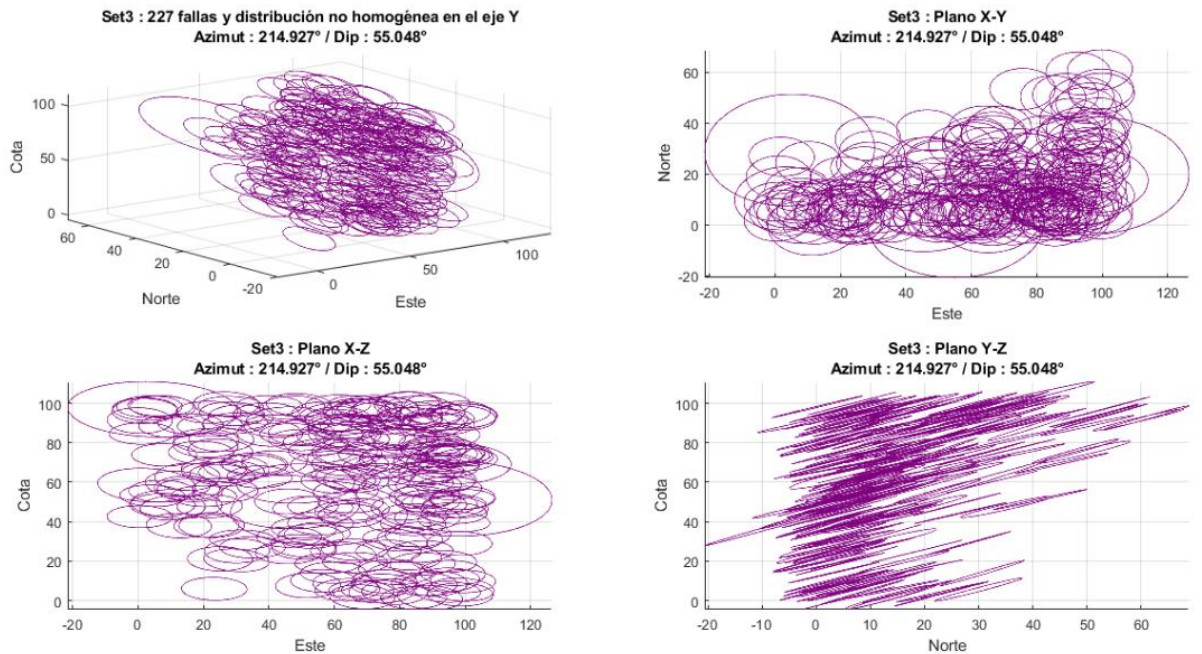 Set3 : 227 fallas y distribución no homogénea en el eje Y
Azimut : 214.927° / Dip : 55.048°
100
50
0
Cota
60
40
20
0
-20
Norte
0
50
100
Este
Set3 : Plano X-Y
Azimut : 214.927° / Dip : 55.048°
60
40
20
0
-20
Norte
-20 0 20 40 60 80 100 120
Este
Set3 : Plano X-Z
Azimut : 214.927° / Dip : 55.048°
100
80
60
40
20
0
Cota
-20 0 20 40 60 80 100 120
Este
Set3 : Plano Y-Z
Azimut : 214.927° / Dip : 55.048°
100
80
60
40
20
0
Cota
-20 -10 0 10 20 30 40 50 60
Norte